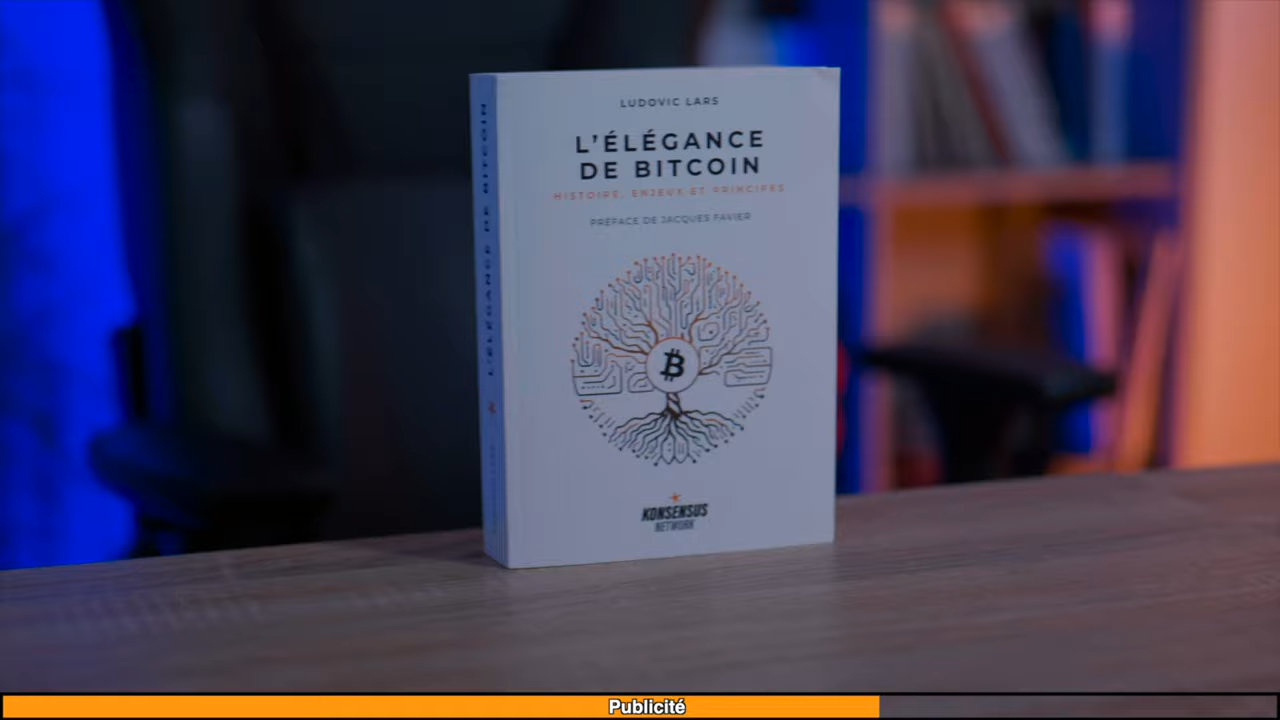 LUDOVIC LARS
L'ÉLÉGANCE
DE BITCOIN
HISTOIRE, ENJEUX ET PRINCIPES
PRÉFACE DE JACQUES FAVIER
KONSENSUS
NETWORK
L'ÉLÉGANCE DE BITCOIN
Publicité